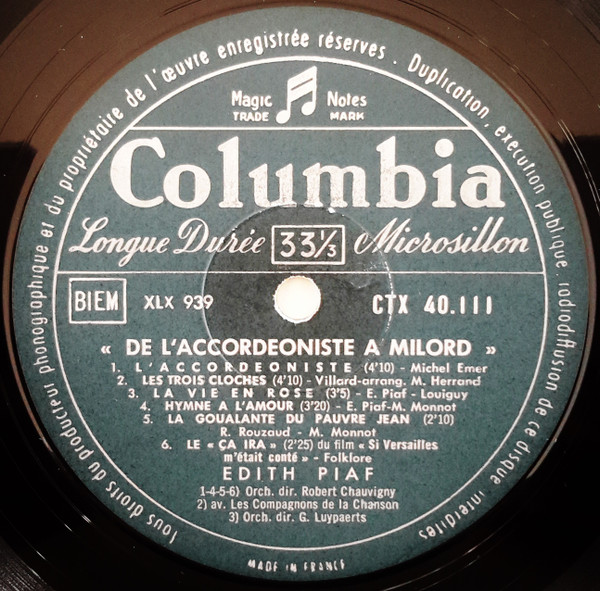 Tous droits du producteur phonographique et du propriétaire de l'œuvre enregistrée réservés. Duplication, exécution publique, radiodiffusion de ce disque interdites
Magic Notes
TRADE MARK
Columbia
Longue Durée 33⅓ Microsillon
BIEM XLX 939 CTX 40.111
« DE L'ACCORDEONISTE A MILORD »
1. L'ACCORDEONISTE (4'10) - Michel Emer
2. LES TROIS CLOCHES (4'10) - Villard-arrang. M. Herrand
3. LA VIE EN ROSE (3'5) - E. Piaf - Louiguy
4. HYMNE A L'AMOUR (3'20) - E. Piaf-M. Monnot
5. LA GOUALANTE DU PAUVRE JEAN (2'10)
R. Rouzaud - M. Monnot
6. LE « ÇA IRA » (2'25) du film « Si Versailles
m'était conté » - Folklore
EDITH PIAF
1-4-5-6) Orch. dir. Robert Chauvigny
2) av. Les Compagnons de la Chanson
3) Orch. dir. G. Luypaerts
MADE IN FRANCE